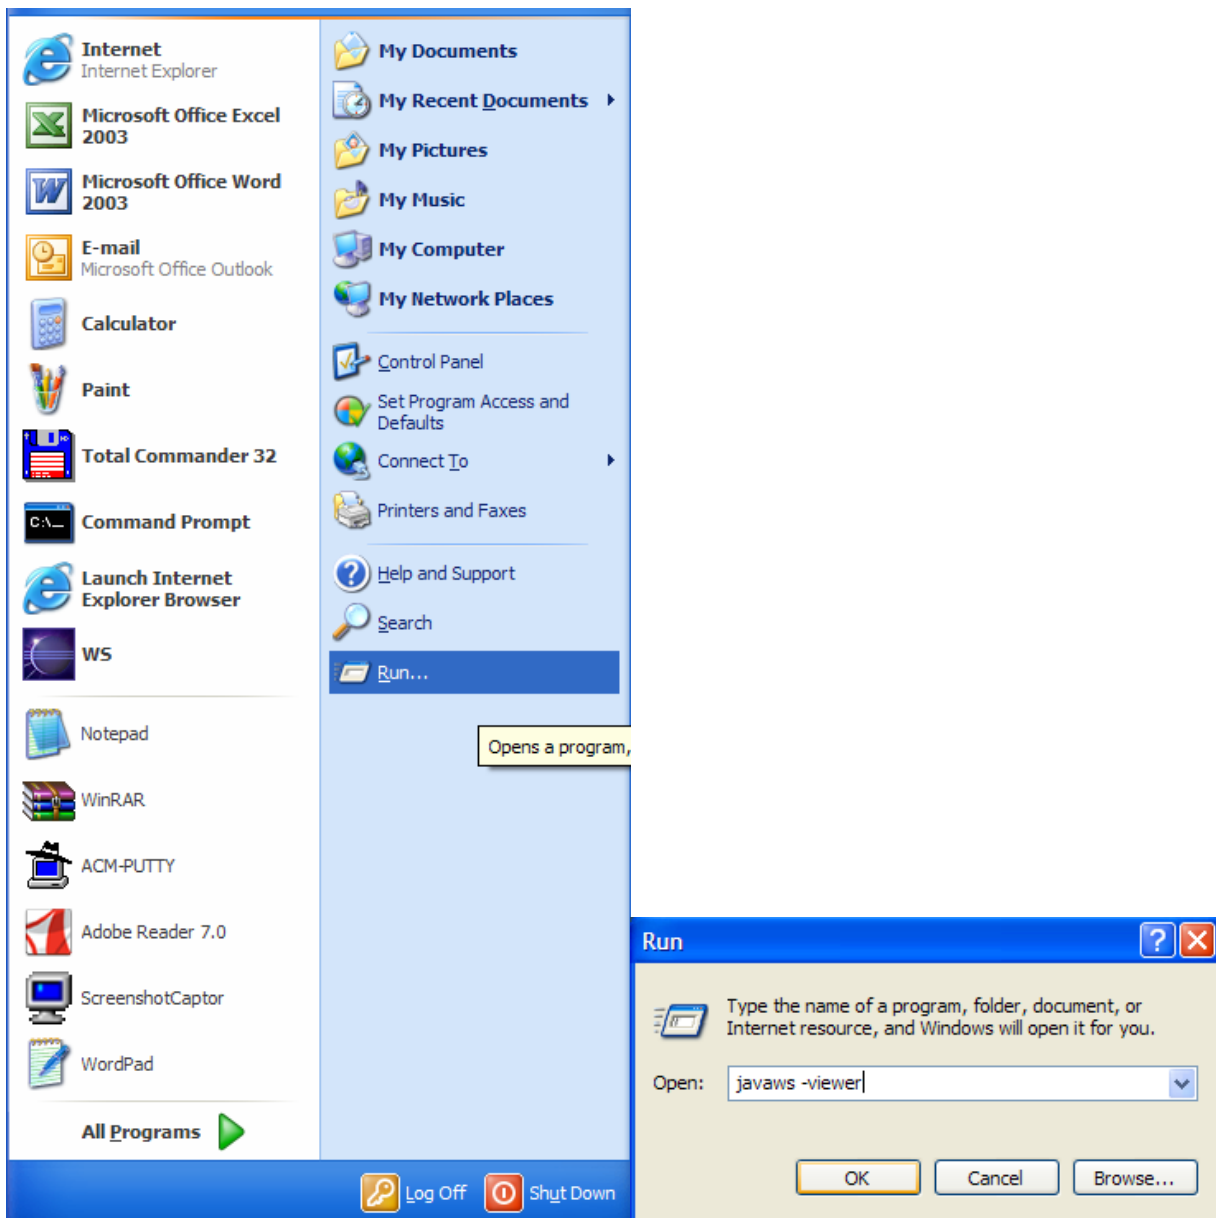 Internet
Internet Explorer
Microsoft Office Excel
2003
Microsoft Office Word
2003
E-mail
Microsoft Office Outlook
Calculator
Paint
Total Commander 32
C:\_
Command Prompt
Launch Internet
Explorer Browser
WS
Notepad
WinRAR
ACM-PUTTY
Adobe Reader 7.0
ScreenshotCaptor
WordPad
All Programs
My Documents
My Recent Documents
My Pictures
My Music
My Computer
My Network Places
Control Panel
Set Program Access and
Defaults
Connect To
Printers and Faxes
Help and Support
Search
Run...
Opens a program,
Log Off
Shut Down
Run
Type the name of a program, folder, document, or
Internet resource, and Windows will open it for you.
Open:
javaws -viewer
OK
Cancel
Browse...